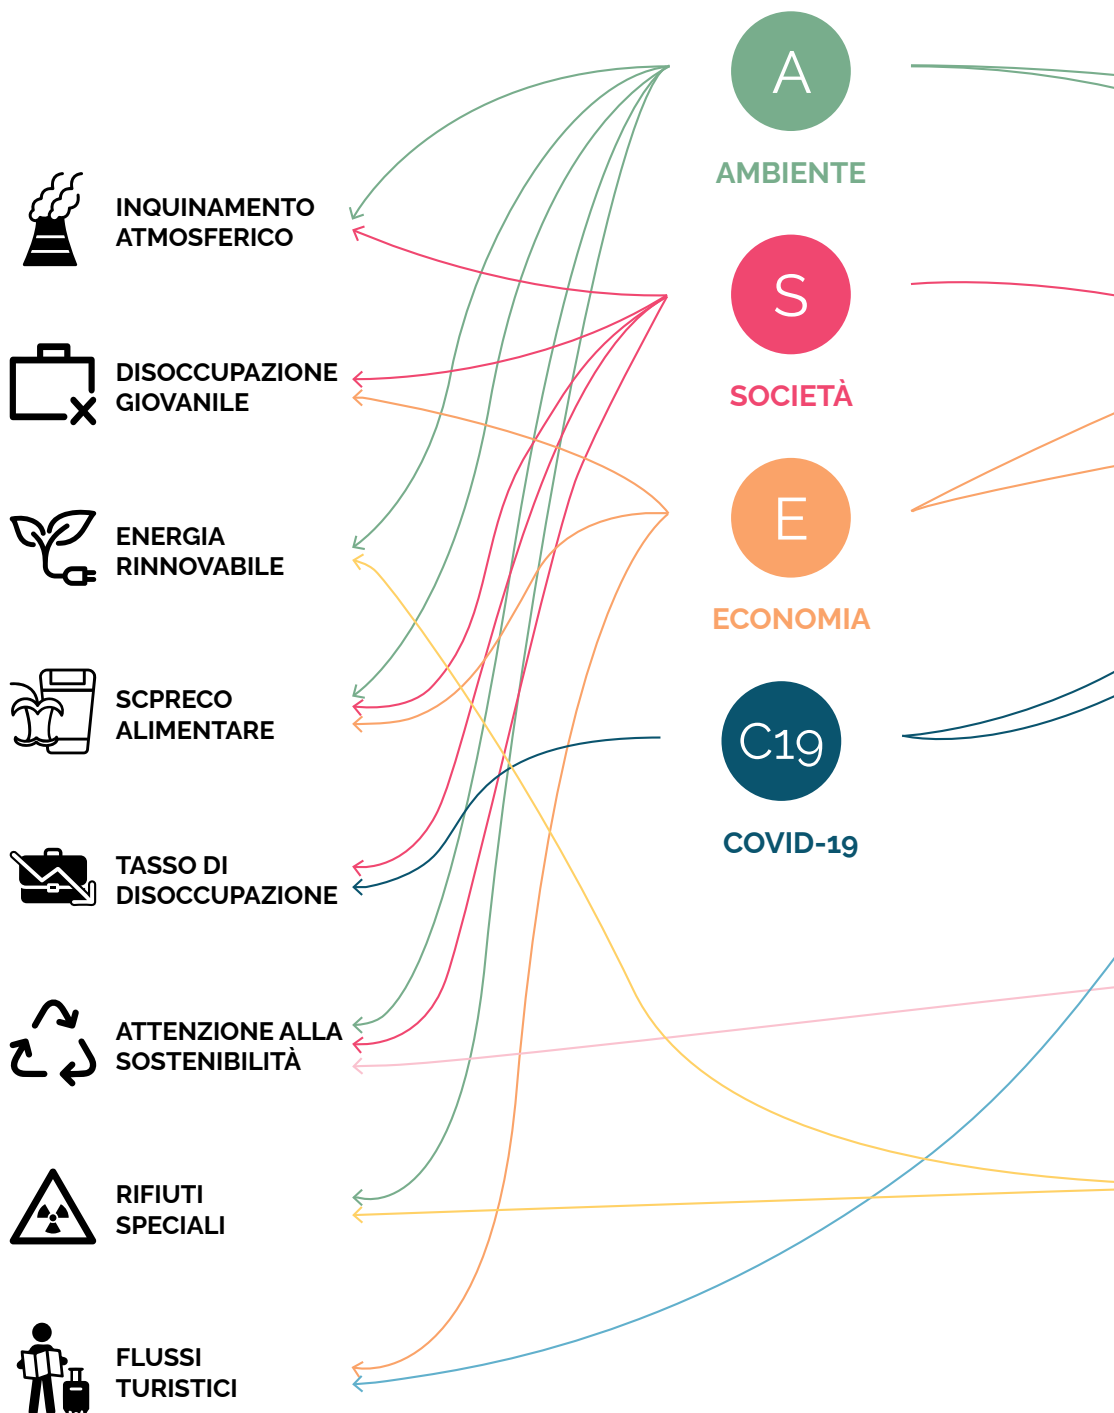 INQUINAMENTO
ATMOSFERICO
DISOCCUPAZIONE
GIOVANILE
ENERGIA
RINNOVABILE
SCPRECO
ALIMENTARE
TASSO DI
DISOCCUPAZIONE
ATTENZIONE ALLA
SOSTENIBILITÀ
RIFIUTI
SPECIALI
FLUSSI
TURISTICI
A
AMBIENTE
S
SOCIETÀ
E
ECONOMIA
C19
COVID-19